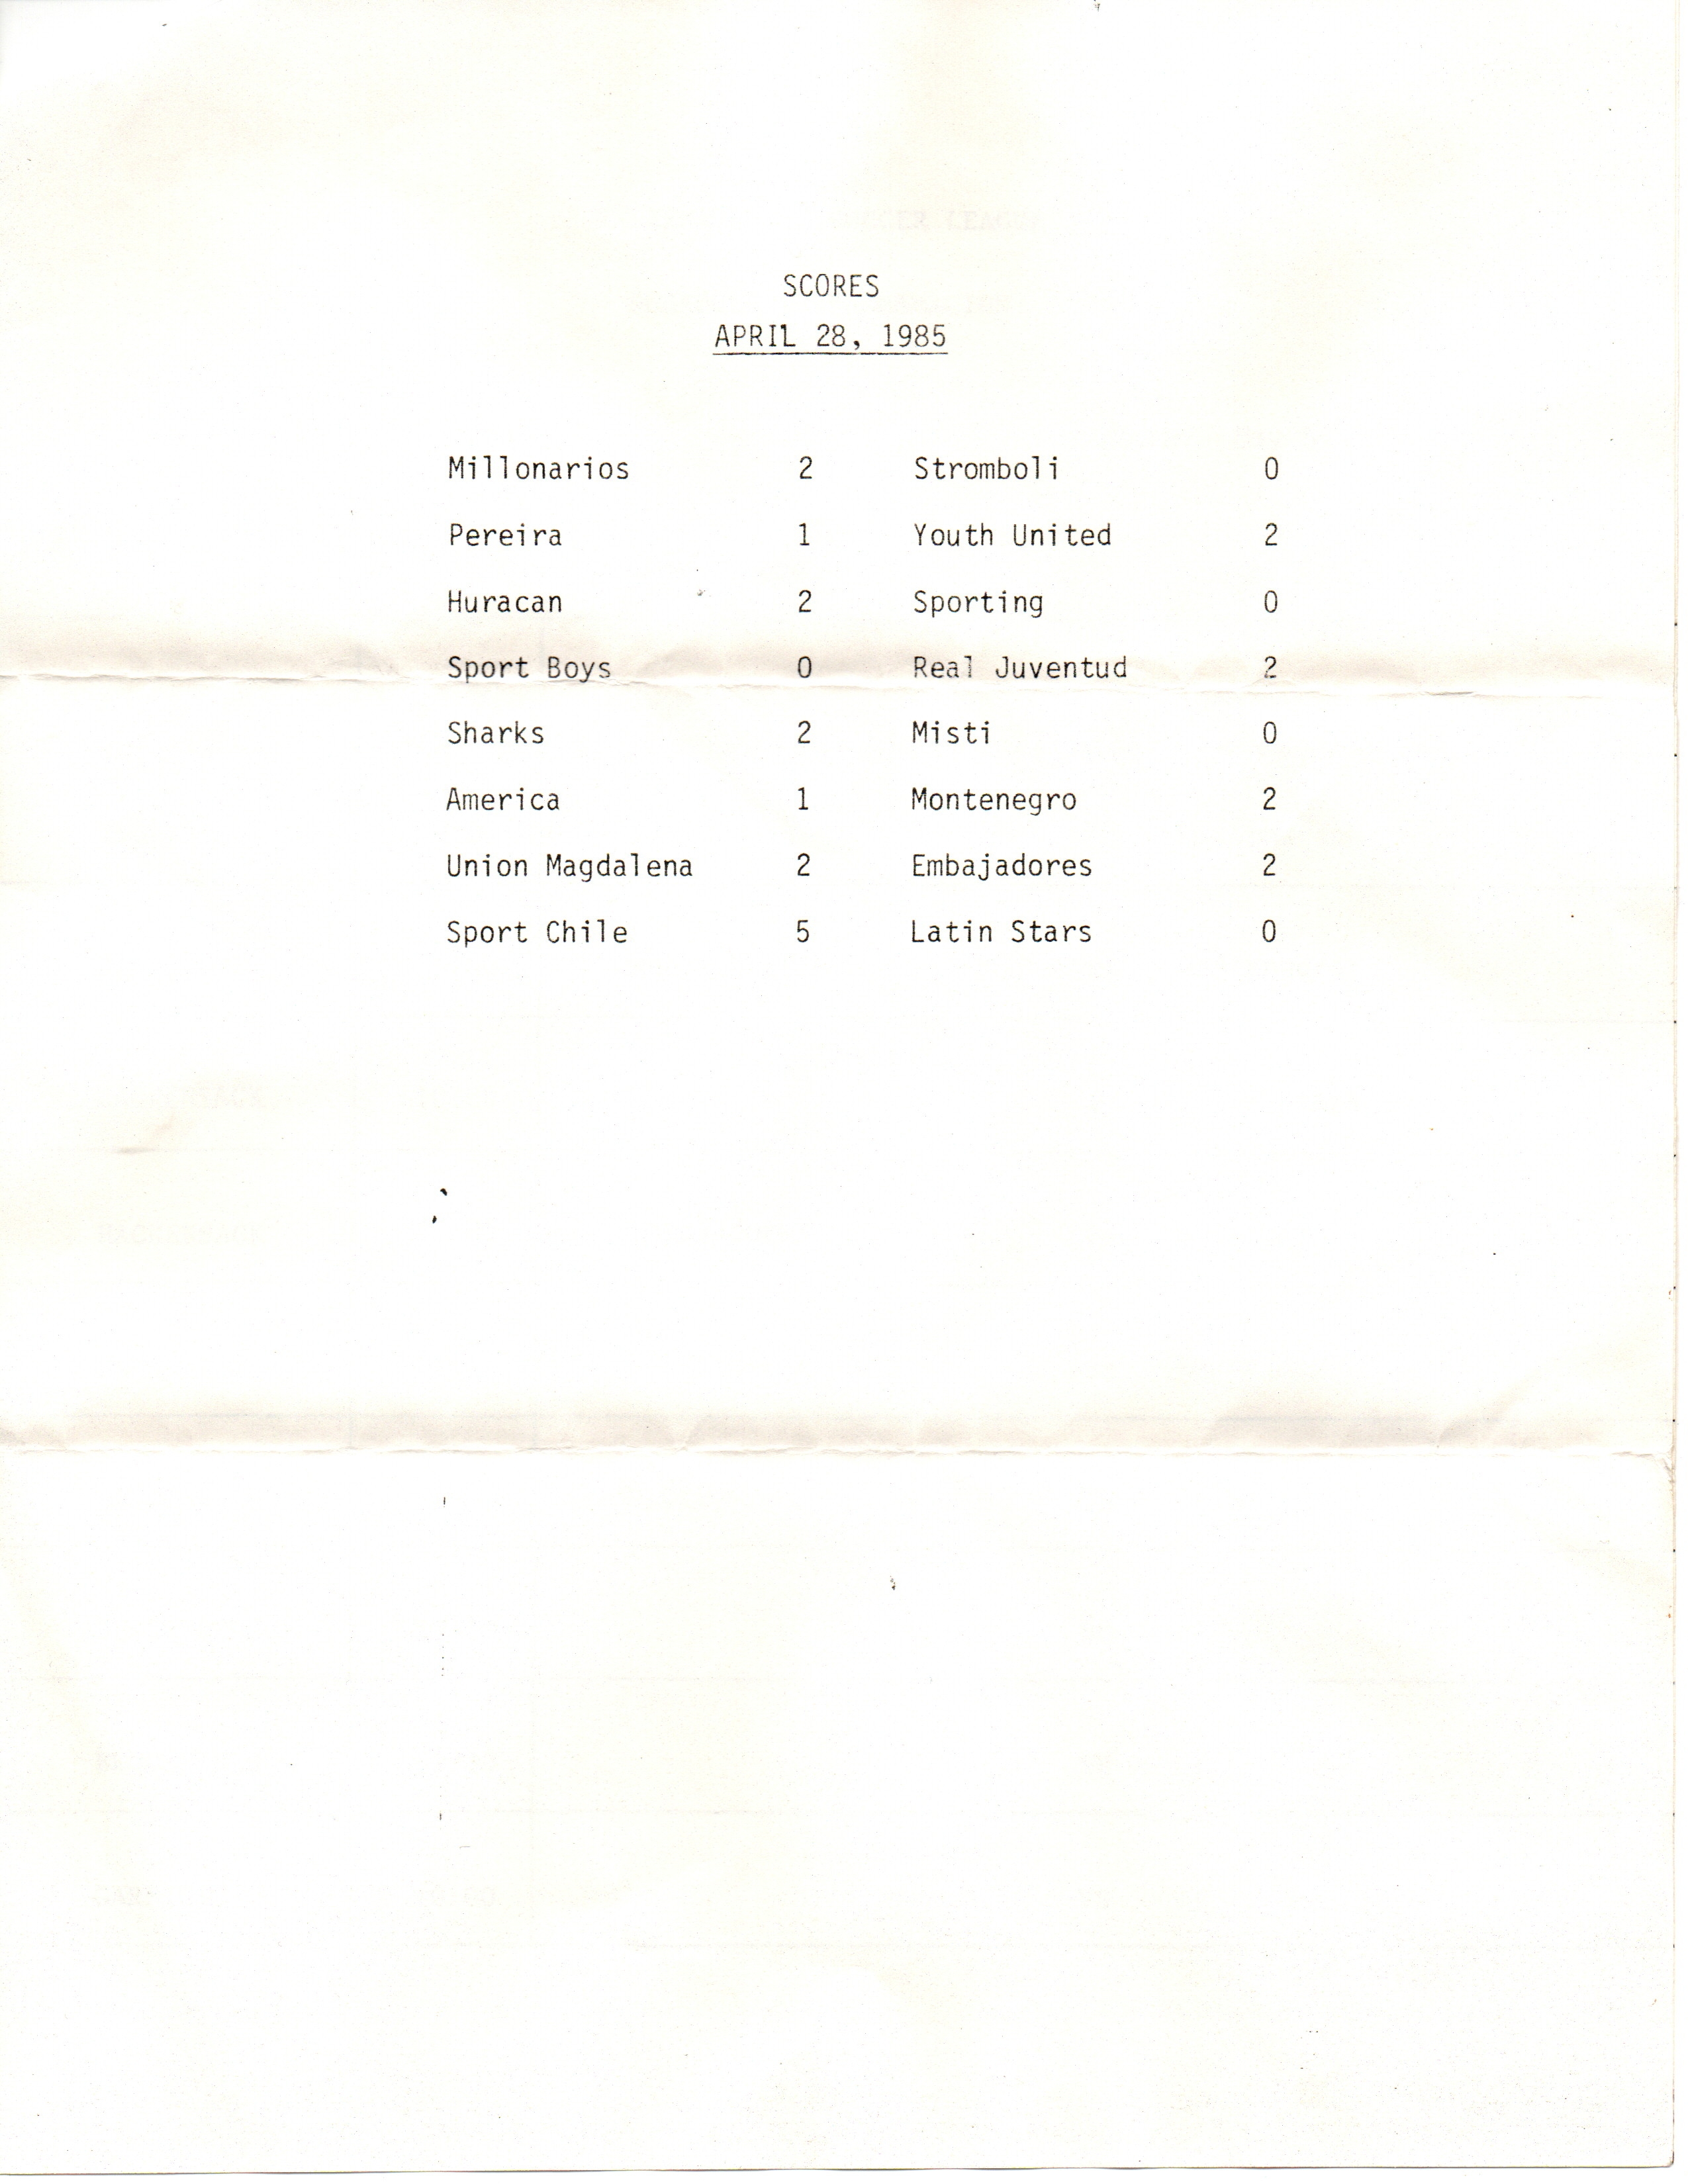 SCORES
APRIL 28, 1985
Millonarios 2 Stromboli 0
Pereira 1 Youth United 2
Huracan 2 Sporting 0
Sport Boys 0 Real Juventud 2
Sharks 2 Misti 0
America 1 Montenegro 2
Union Magdalena 2 Embajadores 2
Sport Chile 5 Latin Stars 0